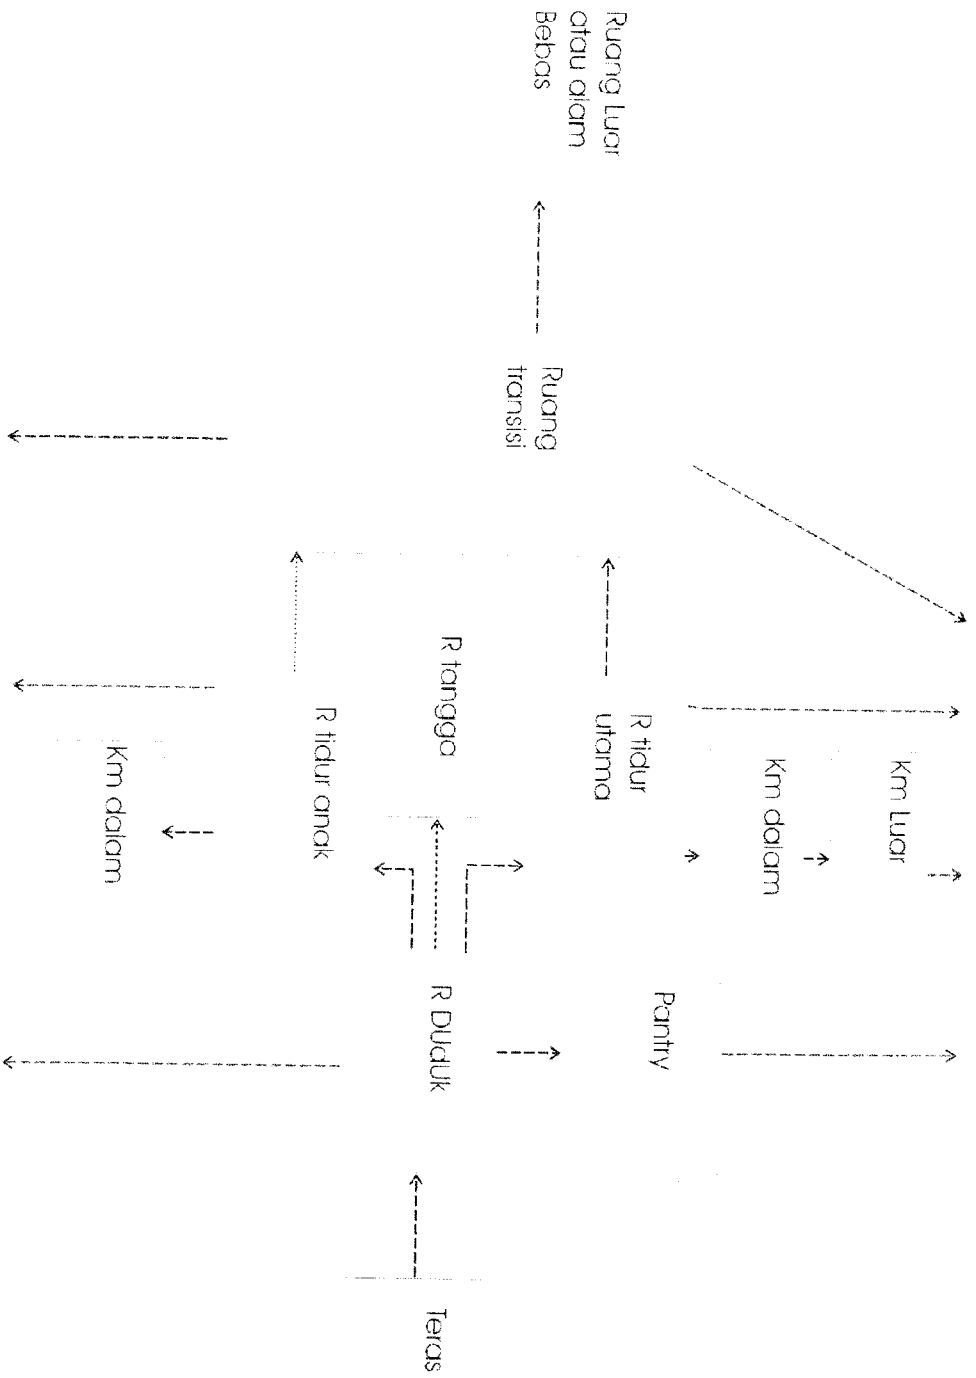 Km Luar
Km dalam
Pantry
R tidur
utama
Ruang Luar
atau alam
Bebas
Ruang
transisi
R tangga
R Duduk
Teras
R tidur anak
Km dalam